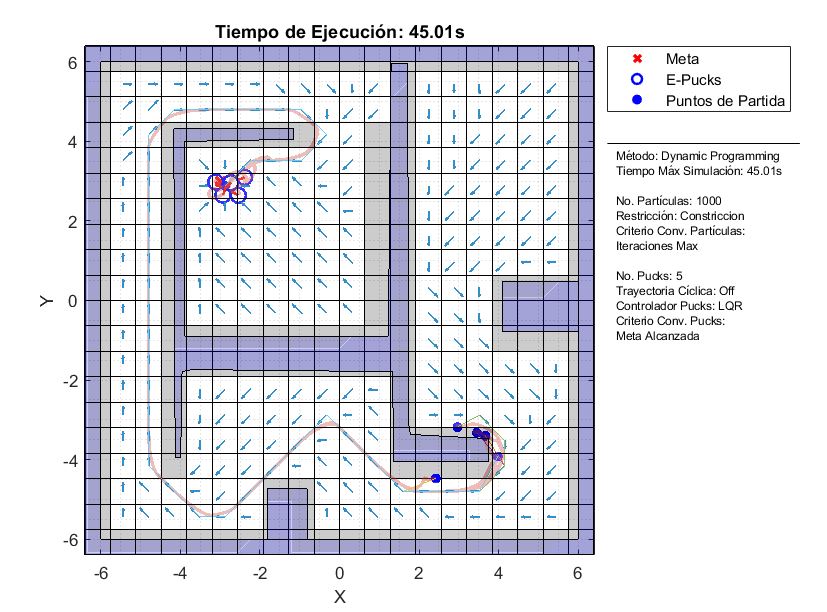 Tiempo de Ejecución: 45.01s
Meta
E-Pucks
Puntos de Partida
Método: Dynamic Programming
Tiempo Máx Simulación: 45.01s
No. Partículas: 1000
Restricción: Constriccion
Criterio Conv. Partículas:
Iteraciones Max
No. Pucks: 5
Trayectoria Cíclica: Off
Controlador Pucks: LQR
Criterio Conv. Pucks:
Meta Alcanzada
Y
6
4
2
0
-2
-4
-6
-6 -4 -2 0 2 4 6
X